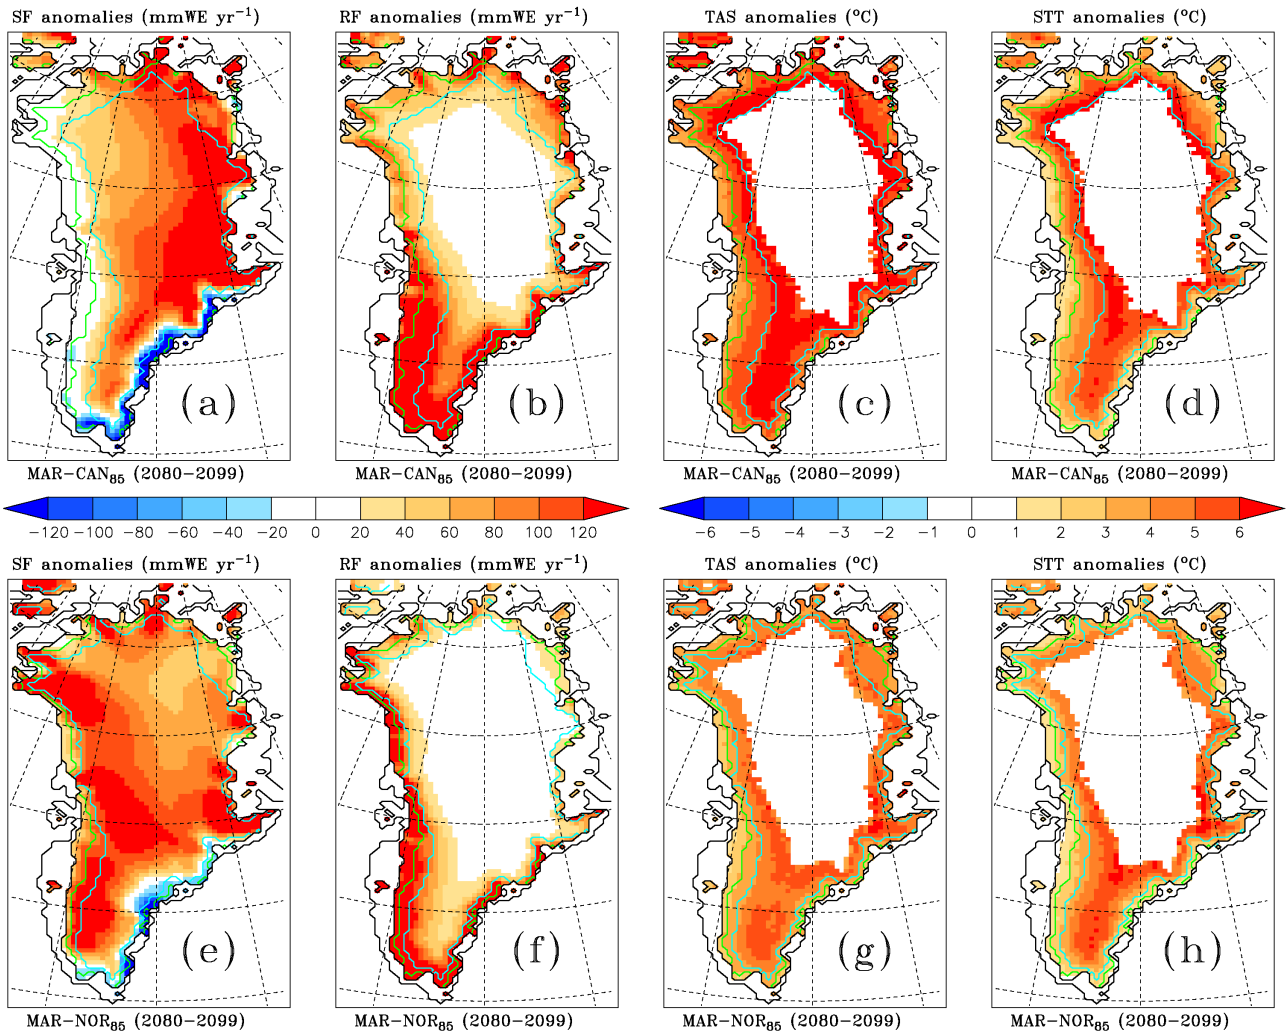 SF anomalies (mmWE yr⁻¹)
RF anomalies (mmWE yr⁻¹)
TAS anomalies (°C)
STT anomalies (°C)
(a)
(b)
(c)
(d)
MAR−CAN₈₅ (2080−2099)
MAR−CAN₈₅ (2080−2099)
MAR−CAN₈₅ (2080−2099)
MAR−CAN₈₅ (2080−2099)
−120 −100 −80 −60 −40 −20 0 20 40 60 80 100 120
−6 −5 −4 −3 −2 −1 0 1 2 3 4 5 6
SF anomalies (mmWE yr⁻¹)
RF anomalies (mmWE yr⁻¹)
TAS anomalies (°C)
STT anomalies (°C)
(e)
(f)
(g)
(h)
MAR−NOR₈₅ (2080−2099)
MAR−NOR₈₅ (2080−2099)
MAR−NOR₈₅ (2080−2099)
MAR−NOR₈₅ (2080−2099)